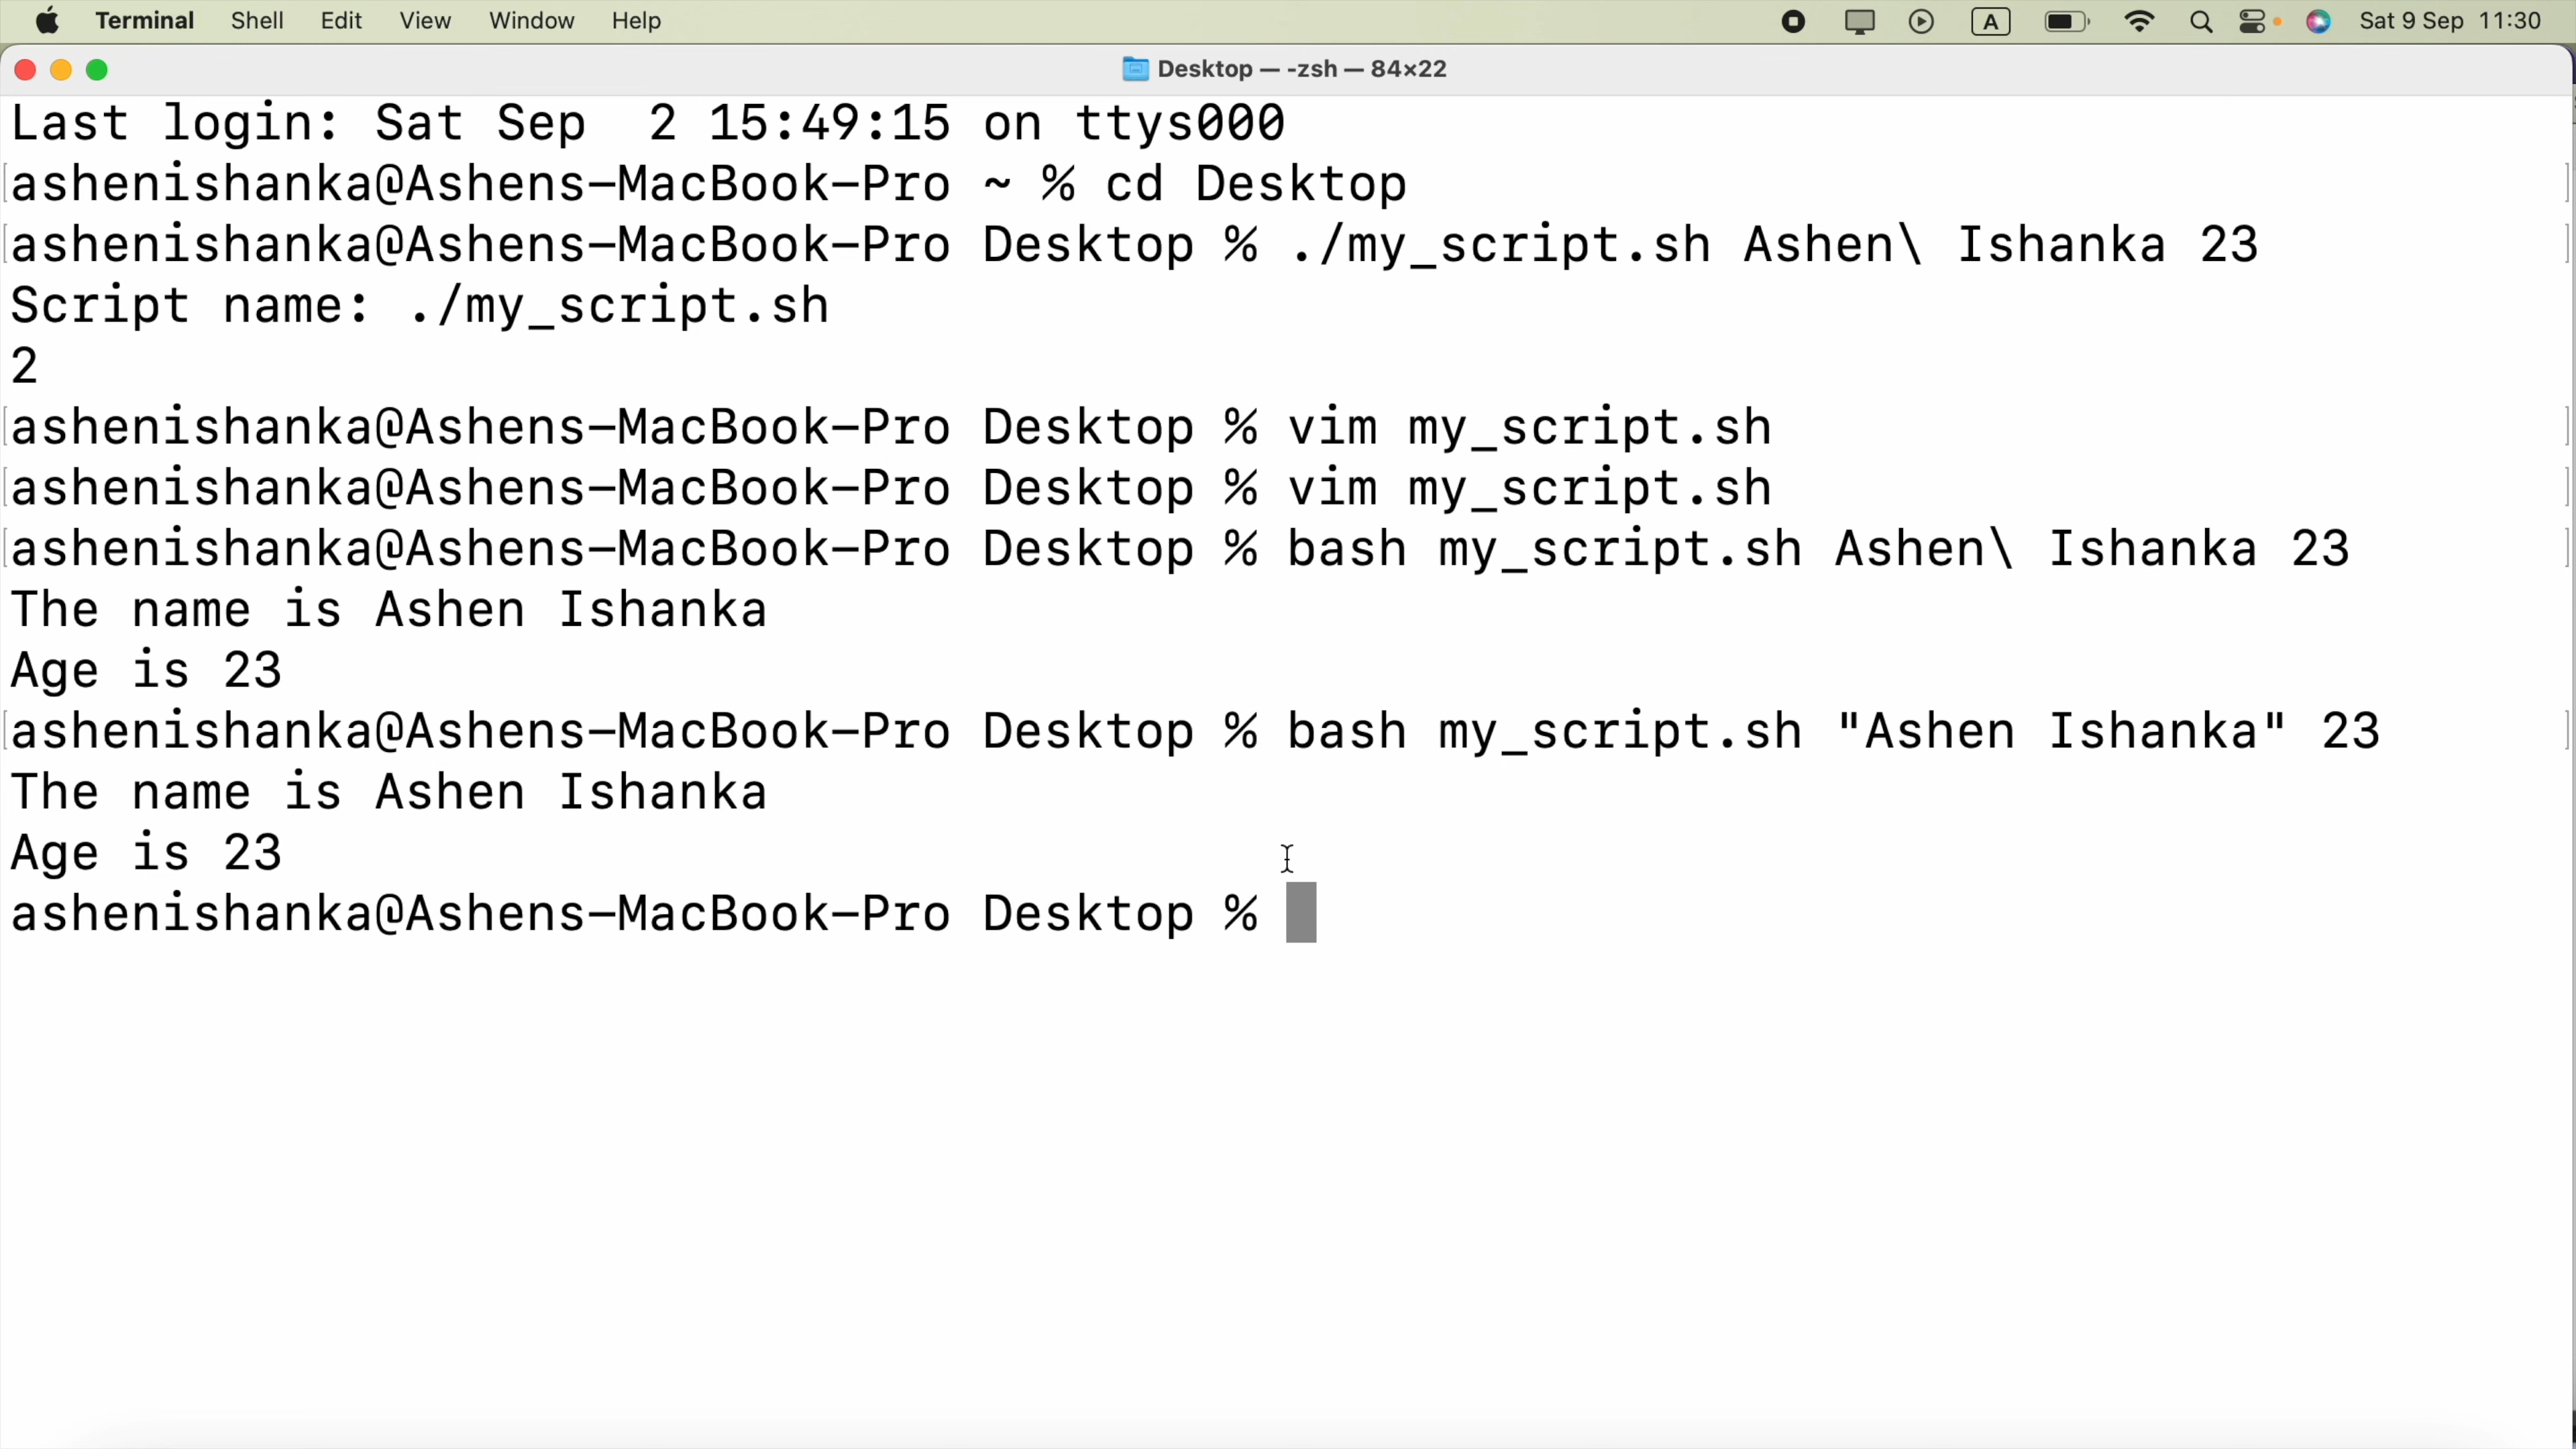 Terminal Shell Edit View Window Help A Sat 9 Sep 11:30
Desktop — -zsh — 84×22
Last login: Sat Sep  2 15:49:15 on ttys000
ashenishanka@Ashens-MacBook-Pro ~ % cd Desktop
ashenishanka@Ashens-MacBook-Pro Desktop % ./my_script.sh Ashen\ Ishanka 23
Script name: ./my_script.sh
2
ashenishanka@Ashens-MacBook-Pro Desktop % vim my_script.sh
ashenishanka@Ashens-MacBook-Pro Desktop % vim my_script.sh
ashenishanka@Ashens-MacBook-Pro Desktop % bash my_script.sh Ashen\ Ishanka 23
The name is Ashen Ishanka
Age is 23
ashenishanka@Ashens-MacBook-Pro Desktop % bash my_script.sh "Ashen Ishanka" 23
The name is Ashen Ishanka
Age is 23
ashenishanka@Ashens-MacBook-Pro Desktop %